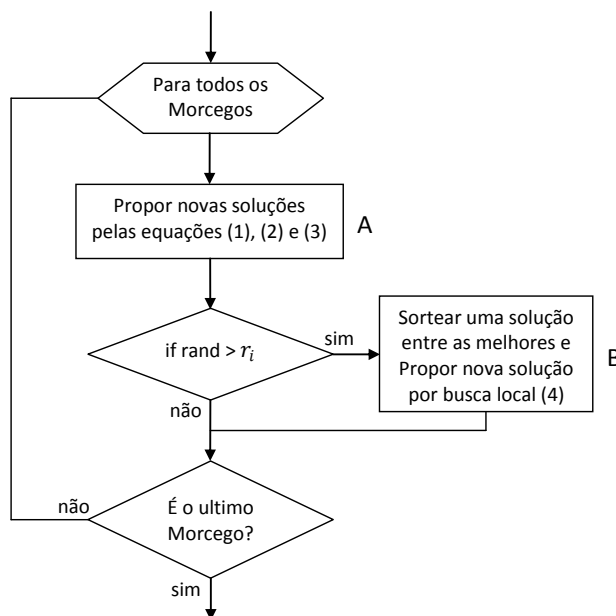 Para todos os
Morcegos
Propor novas soluções
pelas equações (1), (2) e (3)
A
if rand > r_i
sim
Sortear uma solução
entre as melhores e
Propor nova solução
por busca local (4)
B
não
não
É o ultimo
Morcego?
sim